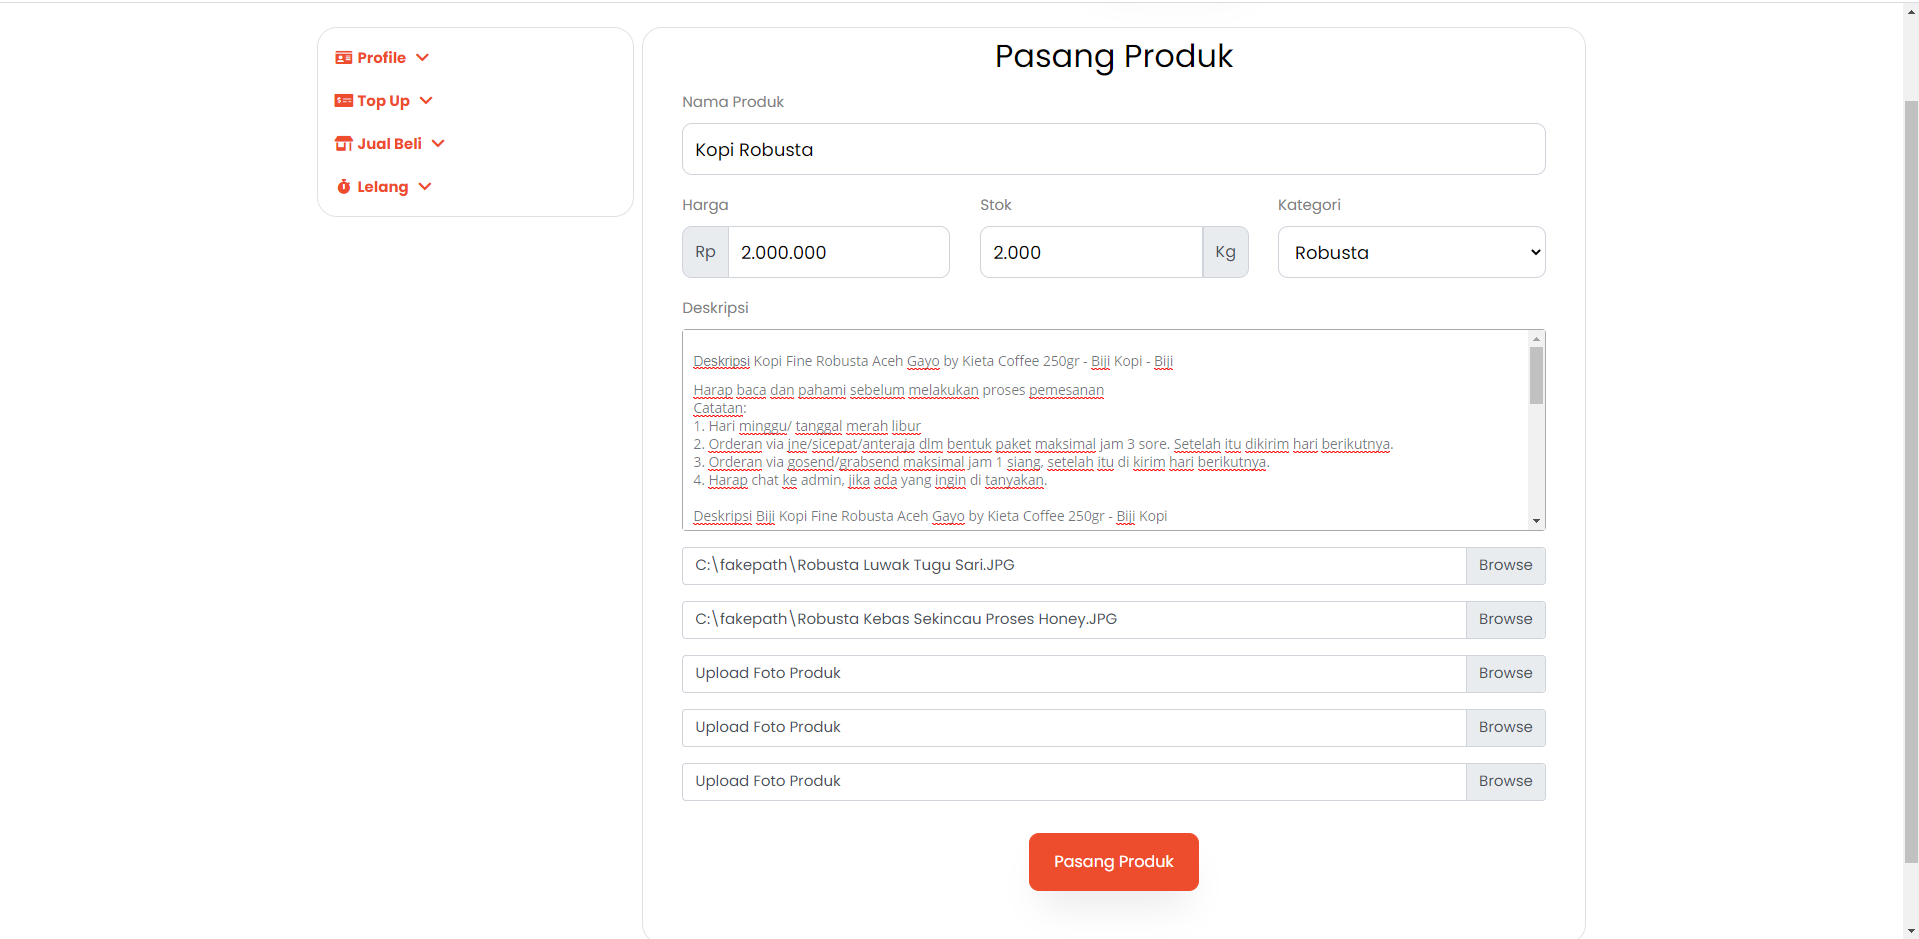 Profile
Top Up
Jual Beli
Lelang
Pasang Produk
Nama Produk
Kopi Robusta
Harga
Stok
Kategori
Rp
2.000.000
2.000
Kg
Robusta
Deskripsi
Deskripsi Kopi Fine Robusta Aceh Gayo by Kieta Coffee 250gr - Biji Kopi - Biji
Harap baca dan pahami sebelum melakukan proses pemesanan
Catatan:
1. Hari minggu/ tanggal merah libur
2. Orderan via jne/sicepat/anteraja dlm bentuk paket maksimal jam 3 sore. Setelah itu dikirim hari berikutnya.
3. Orderan via gosend/grabsend maksimal jam 1 siang, setelah itu di kirim hari berikutnya.
4. Harap chat ke admin, jika ada yang ingin di tanyakan.
Deskripsi Biji Kopi Fine Robusta Aceh Gayo by Kieta Coffee 250gr - Biji Kopi
C:\fakepath\Robusta Luwak Tugu Sari.JPG
Browse
C:\fakepath\Robusta Kebas Sekincau Proses Honey.JPG
Browse
Upload Foto Produk
Browse
Upload Foto Produk
Browse
Upload Foto Produk
Browse
Pasang Produk